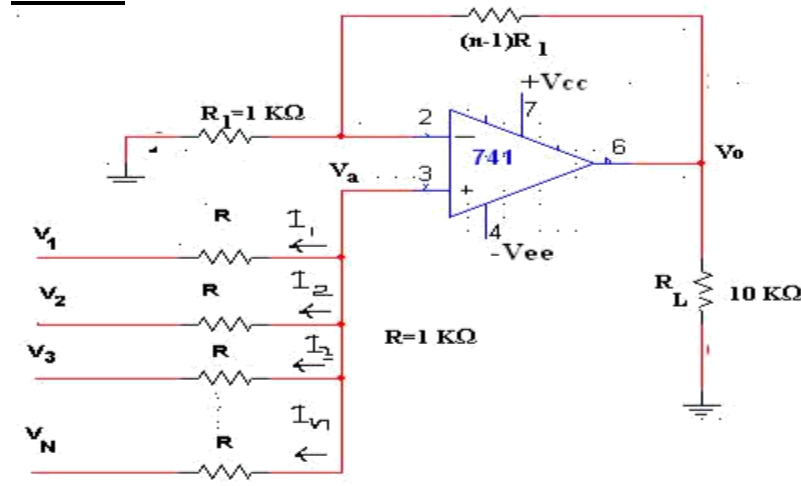 (n-1)R1
+Vcc
R1=1 KΩ
2
7
741
6
Vo
Va
3
+
4
-Vee
R
I1
V1
R
I2
V2
RL
10 KΩ
R
V3
R=1 KΩ
R
VN